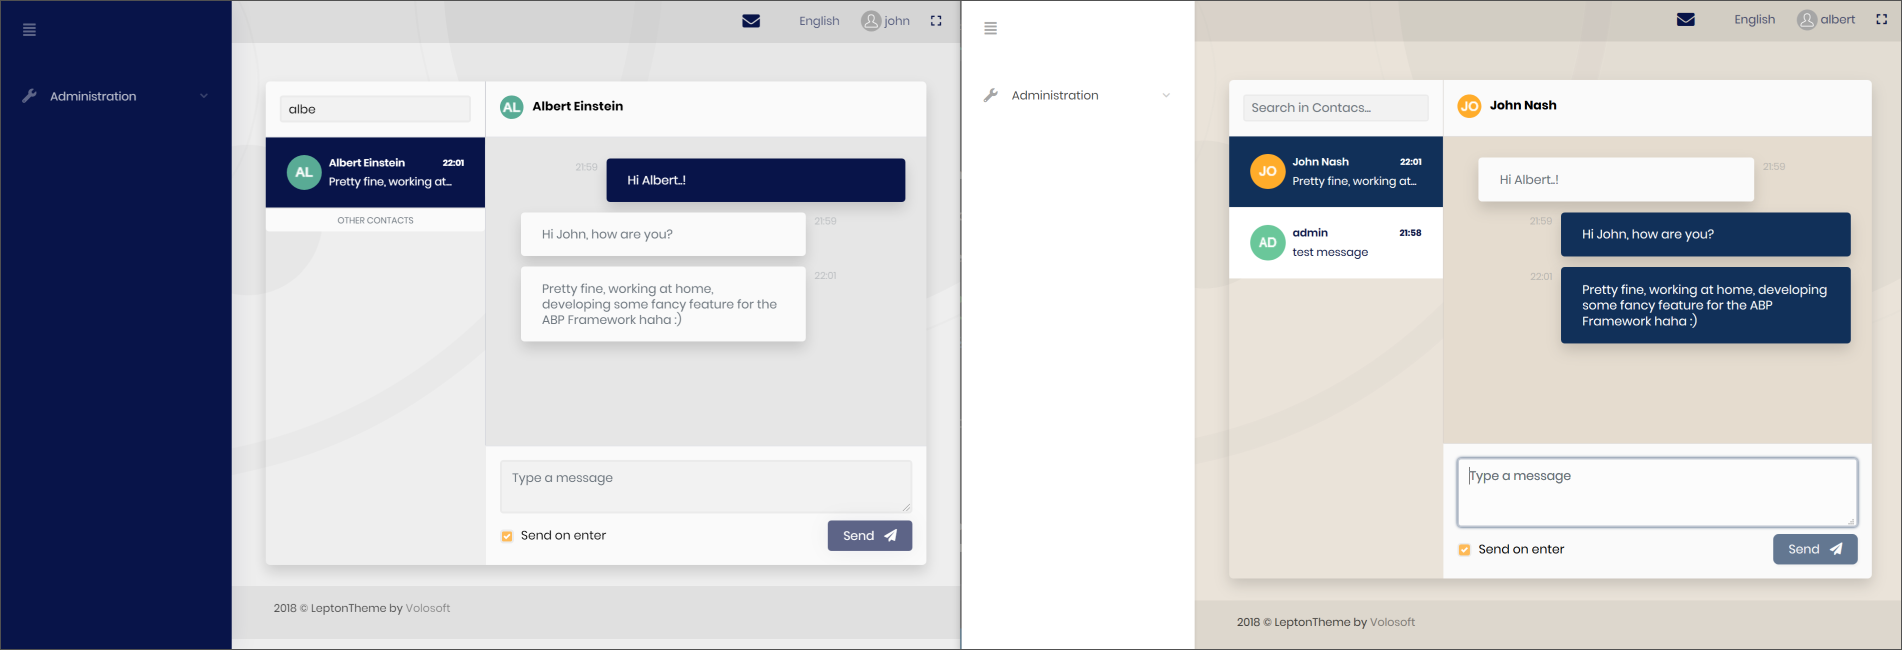 English
john
Administration
albe
AL
Albert Einstein
AL
Albert Einstein
22:01
Pretty fine, working at...
OTHER CONTACTS
21:59
Hi Albert..!
Hi John, how are you?
21:59
Pretty fine, working at home,
developing some fancy feature for the
ABP Framework haha :)
22:01
Type a message
Send on enter
Send
2018 © LeptonTheme by Volosoft
English
albert
Administration
Search in Contacs...
JO
John Nash
JO
John Nash
22:01
Pretty fine, working at...
AD
admin
21:58
test message
Hi Albert..!
21:59
21:59
Hi John, how are you?
22:01
Pretty fine, working at home, developing
some fancy feature for the ABP
Framework haha :)
Type a message
Send on enter
Send
2018 © LeptonTheme by Volosoft